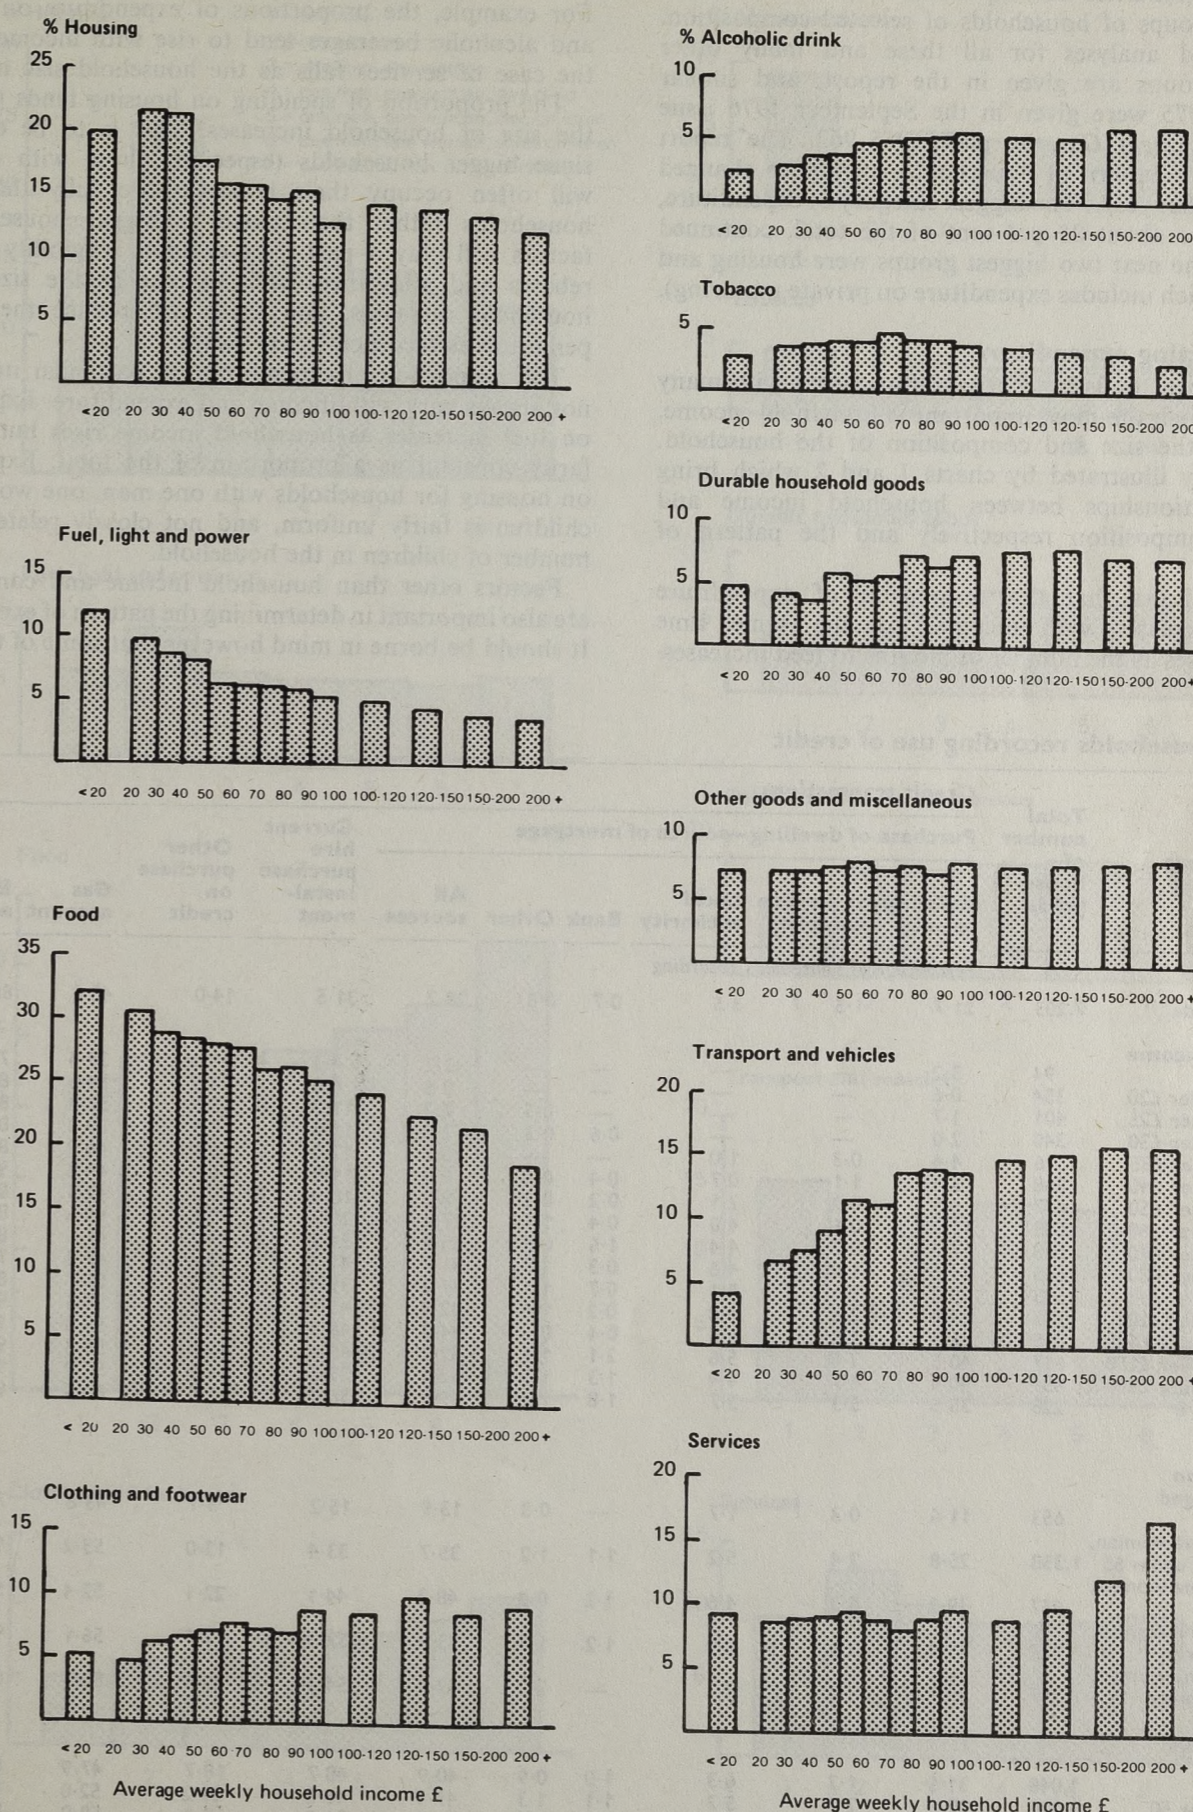 % Housing
25
20
15
10
5
<20 20 30 40 50 60 70 80 90 100 100-120 120-150 150-200 200 +
Fuel, light and power
15
10
5
<20 20 30 40 50 60 70 80 90 100 100-120 120-150 150-200 200 +
Food
35
30
25
20
15
10
5
< 20 20 30 40 50 60 70 80 90 100 100-120 120-150 150-200 200 +
Clothing and footwear
15
10
5
<20 20 30 40 50 60 70 80 90 100 100-120 120-150 150-200 200 +
Average weekly household income £
% Alcoholic drink
10
5
< 20 20 30 40 50 60 70 80 90 100 100-120 120-150 150-200 200
Tobacco
5
<20 20 30 40 50 60 70 80 90 100 100-120 120-150 150-200 200
Durable household goods
10
5
< 20 20 30 40 50 60 70 80 90 100 100-120 120-150 150-200 200+
Other goods and miscellaneous
10
5
< 20 20 30 40 50 60 70 80 90 100 100-120 120-150 150-200 200 +
Transport and vehicles
20
15
10
5
< 20 20 30 40 50 60 70 80 90 100 100-120 120-150 150-200 200 +
Services
20
15
10
5
< 20 20 30 40 50 60 70 80 90 100 100-120 120-150 150-200 200 +
Average weekly household income £